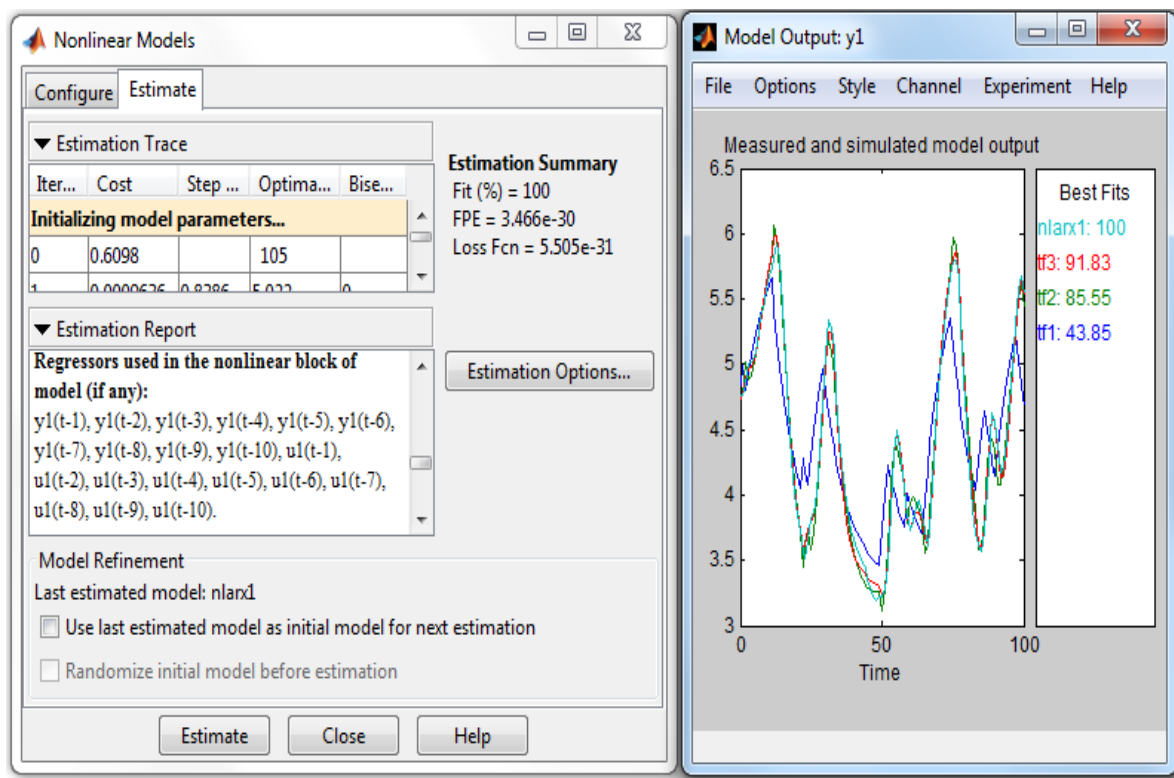 Nonlinear Models
Configure
Estimate
Estimation Trace
Iter...
Cost
Step ...
Optima...
Bise...
Initializing model parameters...
0
0.6098
105
1
0.0000626
0.8286
5.022
0
Estimation Summary
Fit (%) = 100
FPE = 3.466e-30
Loss Fcn = 5.505e-31
Estimation Report
Regressors used in the nonlinear block of
model (if any):
y1(t-1), y1(t-2), y1(t-3), y1(t-4), y1(t-5), y1(t-6),
y1(t-7), y1(t-8), y1(t-9), y1(t-10), u1(t-1),
u1(t-2), u1(t-3), u1(t-4), u1(t-5), u1(t-6), u1(t-7),
u1(t-8), u1(t-9), u1(t-10).
Estimation Options...
Model Refinement
Last estimated model: nlarx1
Use last estimated model as initial model for next estimation
Randomize initial model before estimation
Estimate
Close
Help
Model Output: y1
File Options Style Channel Experiment Help
Measured and simulated model output
6.5
6
5.5
5
4.5
4
3.5
3
0
50
100
Time
Best Fits
nlarx1: 100
tf3: 91.83
tf2: 85.55
tf1: 43.85